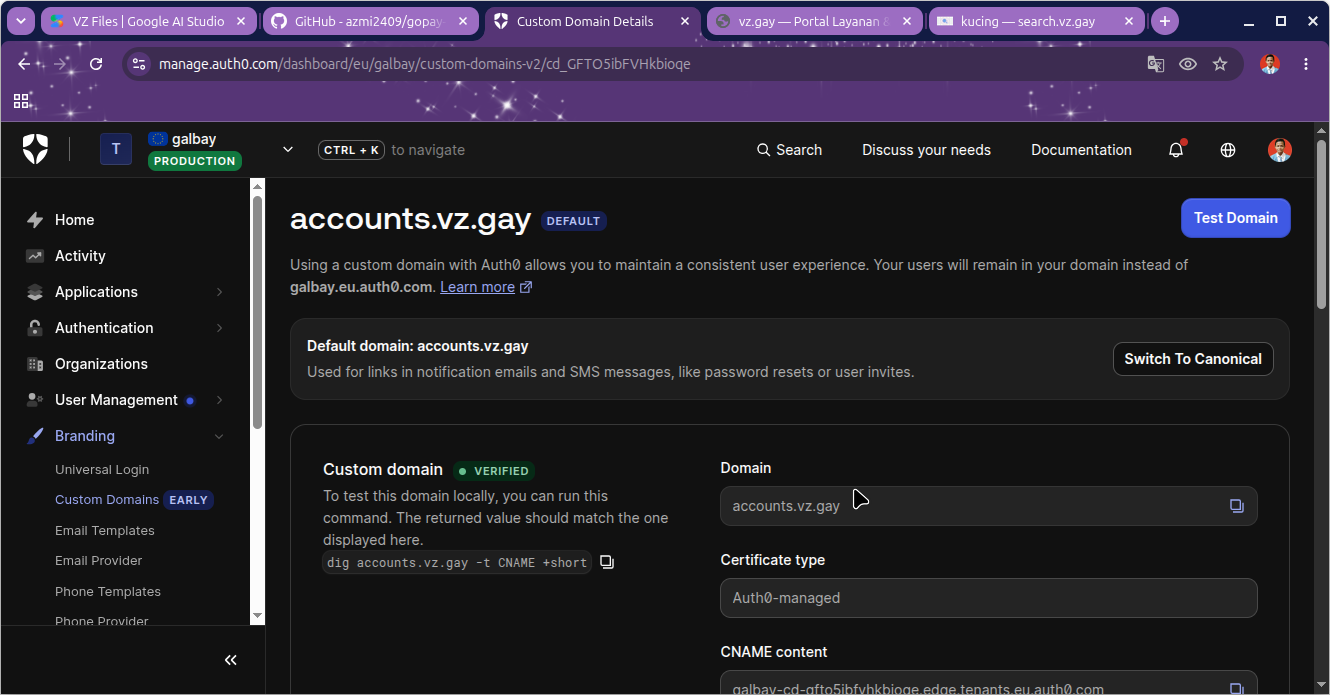 VZ Files | Google AI Studio
GitHub - azmi2409/gopay-
Custom Domain Details
vz.gay — Portal Layanan &
kucing — search.vz.gay
manage.auth0.com/dashboard/eu/galbay/custom-domains-v2/cd_GFTO5ibFVHkbioqe
T
galbay
PRODUCTION
CTRL + K to navigate
Search
Discuss your needs
Documentation
Home
Activity
Applications
Authentication
Organizations
User Management
Branding
Universal Login
Custom Domains EARLY
Email Templates
Email Provider
Phone Templates
Phone Provider
accounts.vz.gay DEFAULT
Test Domain
Using a custom domain with Auth0 allows you to maintain a consistent user experience. Your users will remain in your domain instead of
galbay.eu.auth0.com. Learn more
Default domain: accounts.vz.gay
Used for links in notification emails and SMS messages, like password resets or user invites.
Switch To Canonical
Custom domain VERIFIED
To test this domain locally, you can run this
command. The returned value should match the one
displayed here.
dig accounts.vz.gay -t CNAME +short
Domain
accounts.vz.gay
Certificate type
Auth0-managed
CNAME content
galbay-cd-gfto5ibfvhkbioqe.edge.tenants.eu.auth0.com